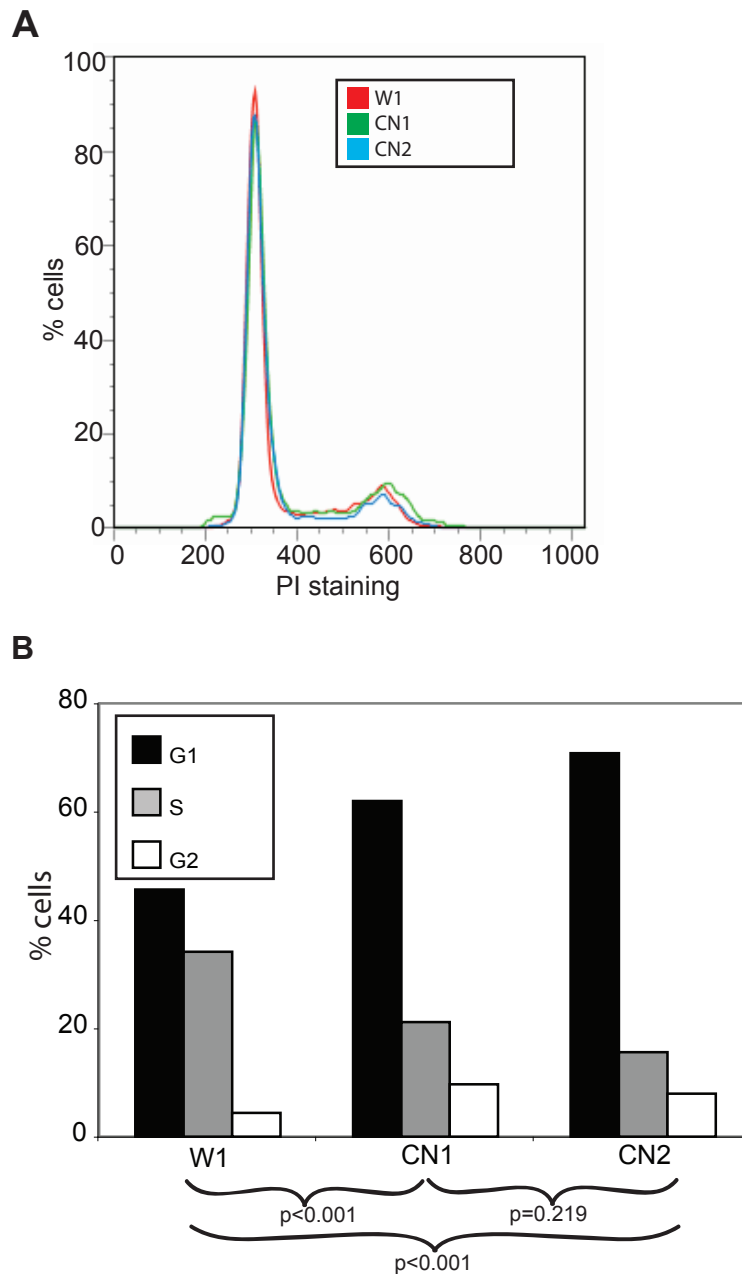 A
100
80
60
40
20
0
% cells
W1
CN1
CN2
0 200 400 600 800 1000
PI staining
B
80
60
40
20
0
% cells
G1
S
G2
W1 CN1 CN2
p<0.001 p=0.219
p<0.001